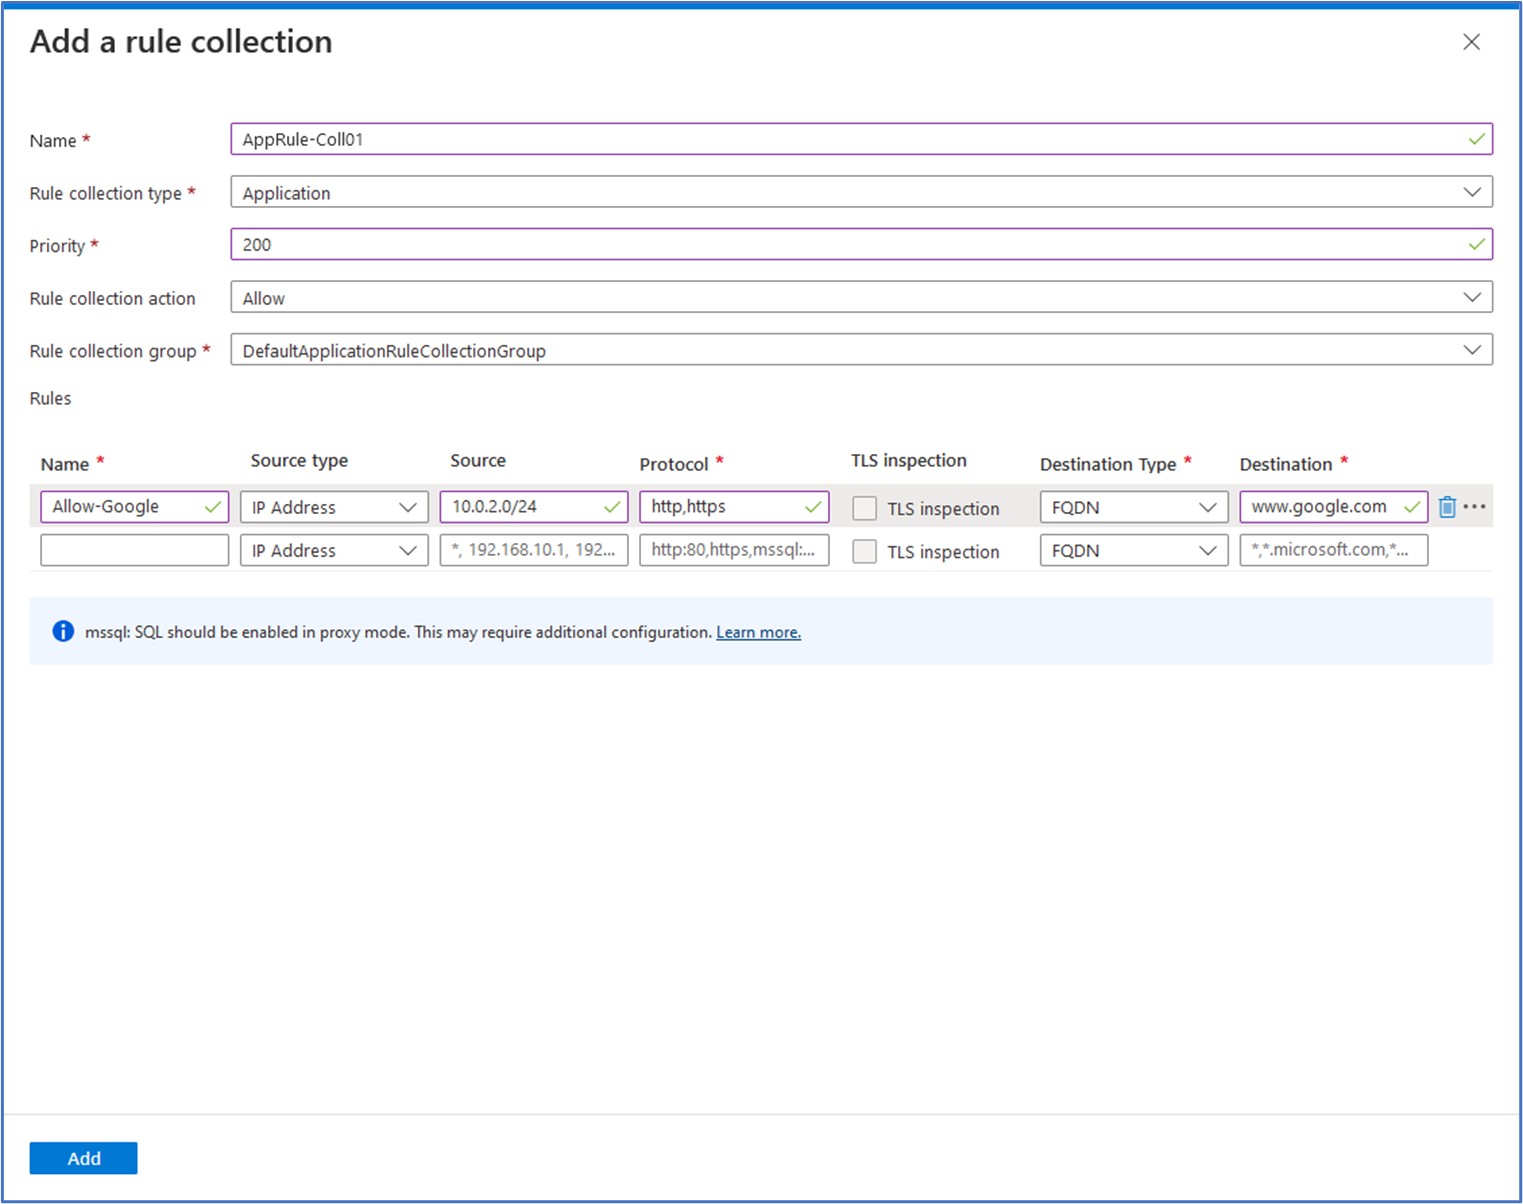 Add a rule collection
Name *
AppRule-Coll01
Rule collection type *
Application
Priority *
200
Rule collection action
Allow
Rule collection group *
DefaultApplicationRuleCollectionGroup
Rules
Name * Source type Source Protocol * TLS inspection Destination Type * Destination *
Allow-Google IP Address 10.0.2.0/24 http,https TLS inspection FQDN www.google.com
IP Address *, 192.168.10.1, 192... http:80,https,mssql:... TLS inspection FQDN *,*.microsoft.com,*...
mssql: SQL should be enabled in proxy mode. This may require additional configuration. Learn more.
Add